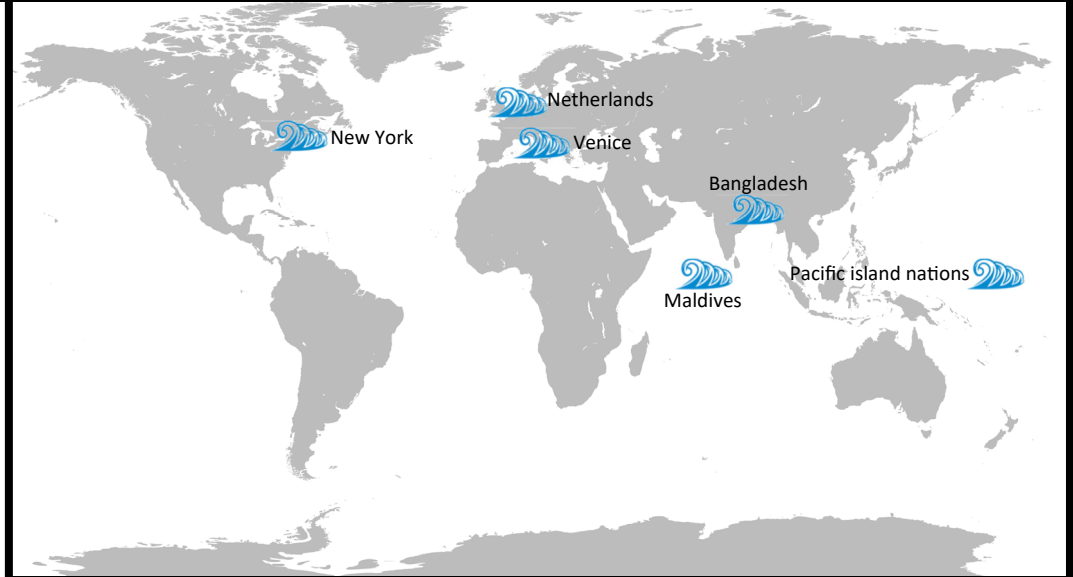 Netherlands
New York
Venice
Bangladesh
Pacific island nations
Maldives